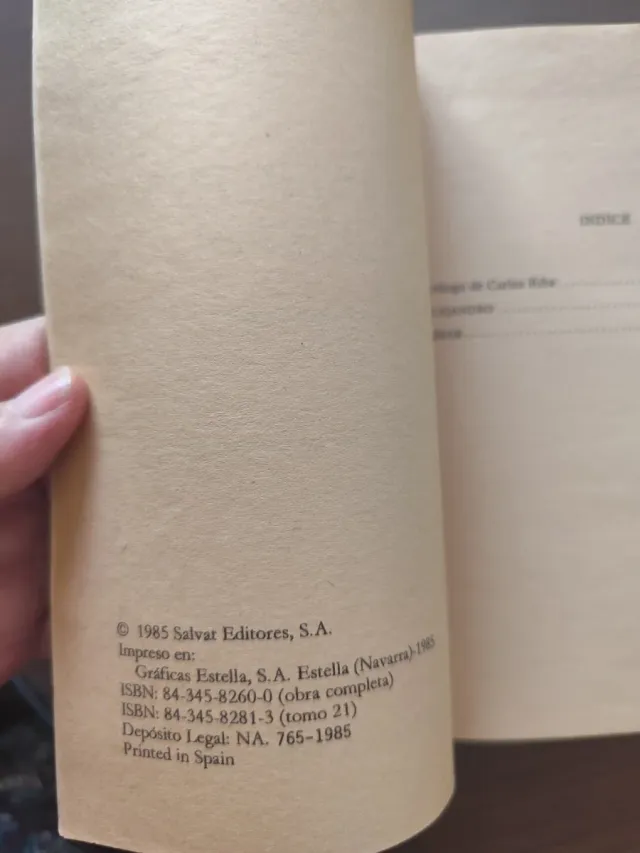 © 1985 Salvat Editores, S.A.
Impreso en:
Gráficas Estella, S.A. Estella (Navarra)-1985
ISBN: 84-345-8260-0 (obra completa)
ISBN: 84-345-8281-3 (tomo 21)
Depósito Legal: NA. 765-1985
Printed in Spain
INDICE
de Carlos Riba